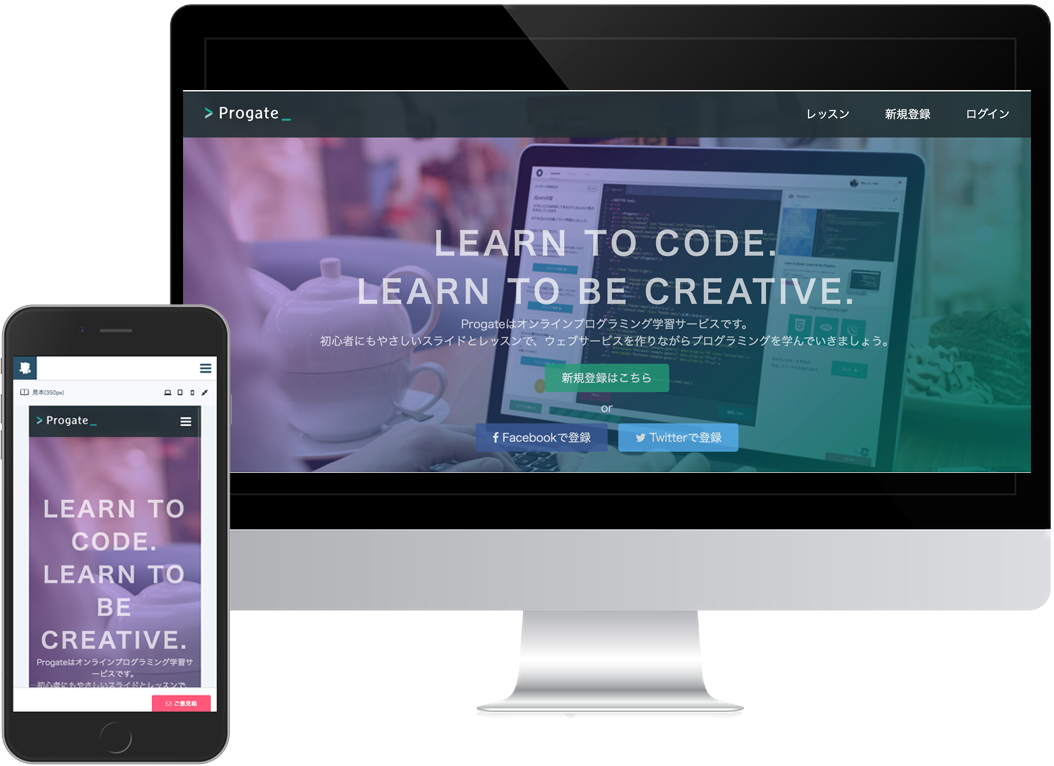 > Progate_
レッスン 新規登録 ログイン
LEARN TO CODE.
LEARN TO BE CREATIVE.
Progateはオンラインプログラミング学習サービスです。
初心者にもやさしいスライドとレッスンで、ウェブサービスを作りながらプログラミングを学んでいきましょう。
新規登録はこちら
or
Facebookで登録 Twitterで登録
見本(350px)
> Progate_
LEARN TO
CODE.
LEARN TO
BE
CREATIVE.
Progateはオンラインプログラミング学習サ
ービスです。
初心者にもやさしいスライドとレッスンで、
ご意見箱